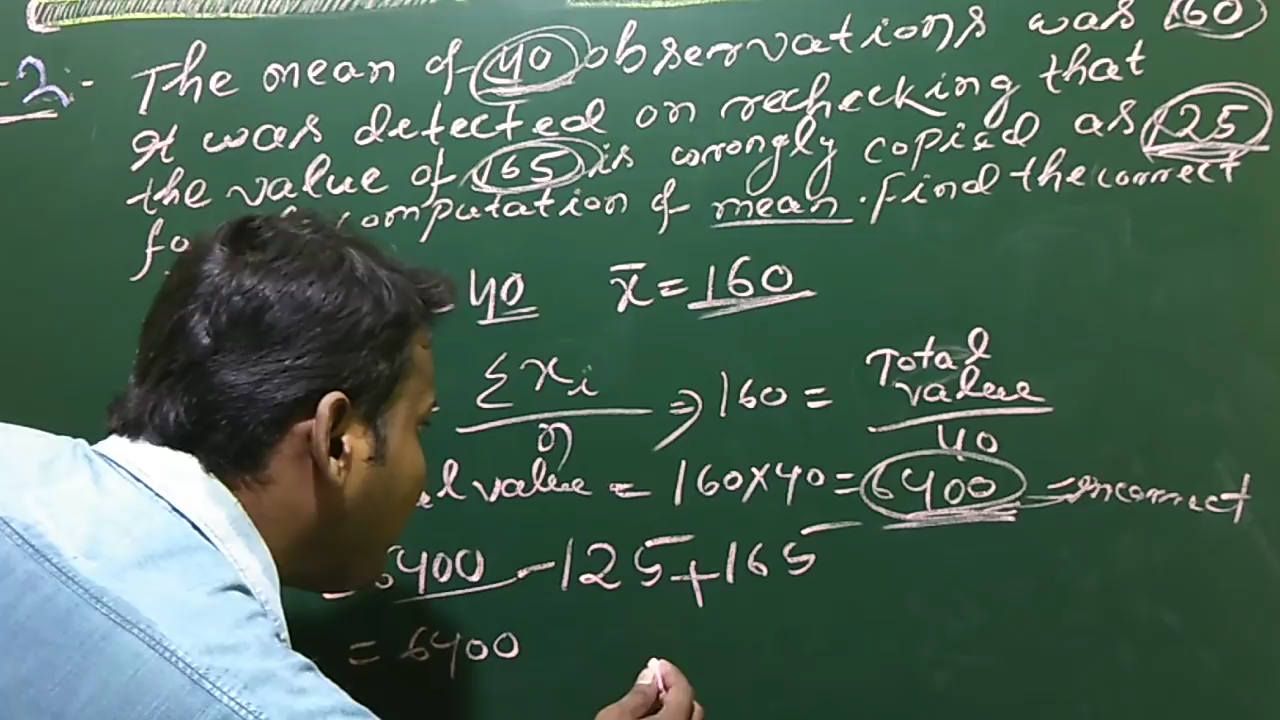 -2- The mean of 40 observations was 160
It was detected on rechecking that
the value of 165 is wrongly copied as 125
computation of mean. Find the correct
40 x̄ = 160
Σxi/n ⇒ 160 = Total value/40
value = 160×40 = 6400 = incorrect
6400 - 125 + 165
= 6400